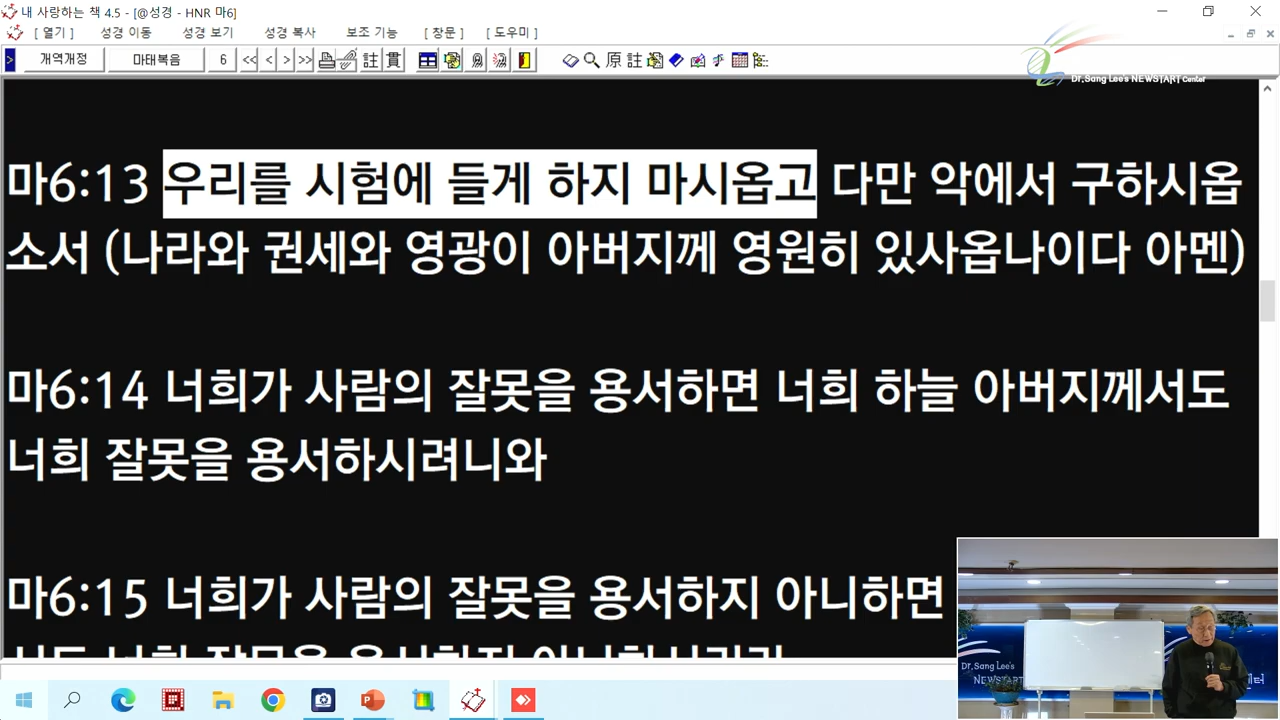 내 사랑하는 책 4.5 - [@성경 - HNR 마6]
[ 열기 ] 성경 이동 성경 보기 성경 복사 보조 기능 [ 창문 ] [ 도우미 ]
개역개정 마태복음 6 << < > >> 註 貫 原 註
Dr.Sang Lee's NEWSTART Center
마6:13 우리를 시험에 들게 하지 마시옵고 다만 악에서 구하시옵
소서 (나라와 권세와 영광이 아버지께 영원히 있사옵나이다 아멘)
마6:14 너희가 사람의 잘못을 용서하면 너희 하늘 아버지께서도
너희 잘못을 용서하시려니와
마6:15 너희가 사람의 잘못을 용서하지 아니하면
Dr.Sang Lee's
NEWSTART